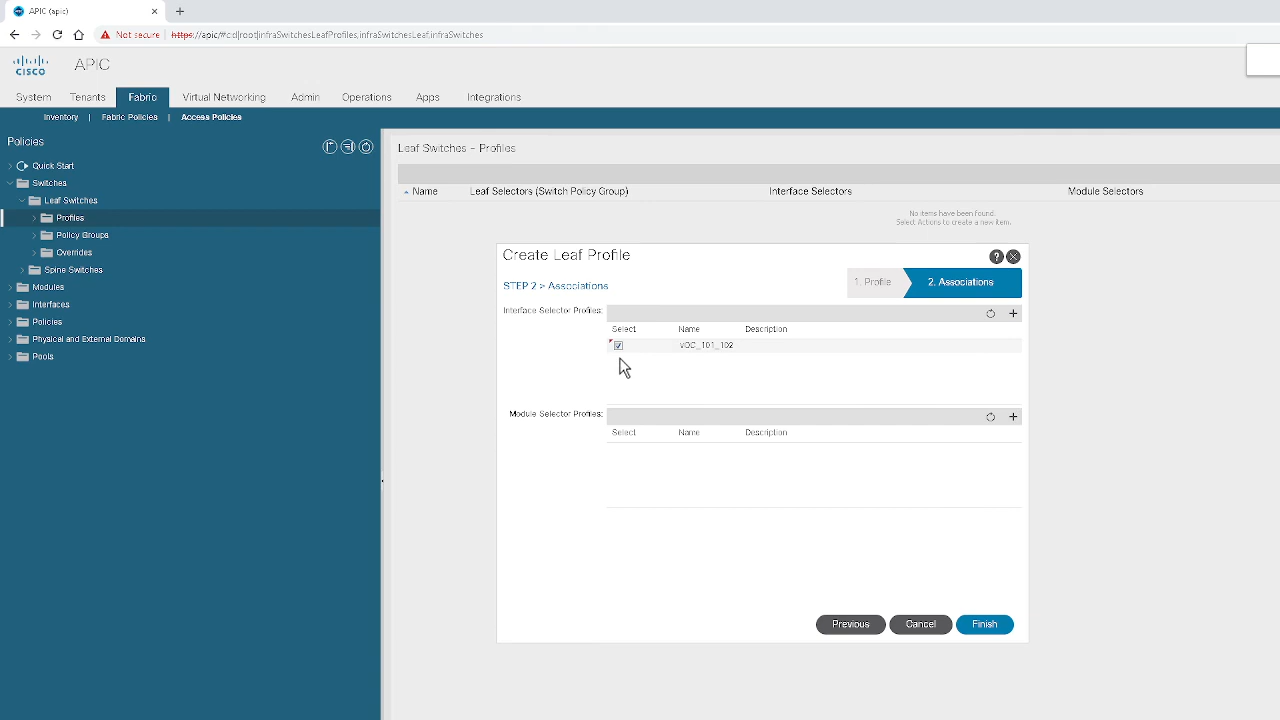 APIC (apic)
Not secure https://apic/#c:d|root|infraSwitchesLeafProfiles,infraSwitchesLeaf,infraSwitches
CISCO APIC
System Tenants Fabric Virtual Networking Admin Operations Apps Integrations
Inventory | Fabric Policies | Access Policies
Policies
Quick Start
Switches
Leaf Switches
Profiles
Policy Groups
Overrides
Spine Switches
Modules
Interfaces
Policies
Physical and External Domains
Pools
Leaf Switches - Profiles
Name Leaf Selectors (Switch Policy Group) Interface Selectors Module Selectors
No items have been found.
Select Actions to create a new item.
Create Leaf Profile
STEP 2 > Associations
1. Profile 2. Associations
Interface Selector Profiles:
Select Name Description
Module Selector Profiles:
Select Name Description
Previous Cancel Finish